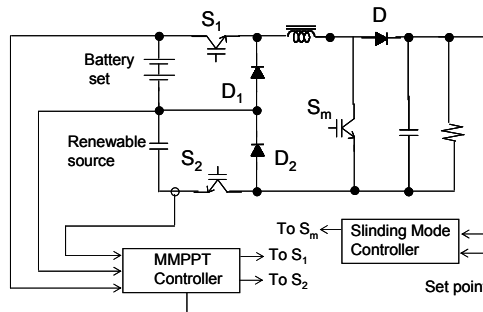 S1
D
Battery
set
D1
Sm
Renewable
source
S2
D2
To Sm
Slinding Mode
Controller
MMPPT
Controller
To S1
To S2
Set point